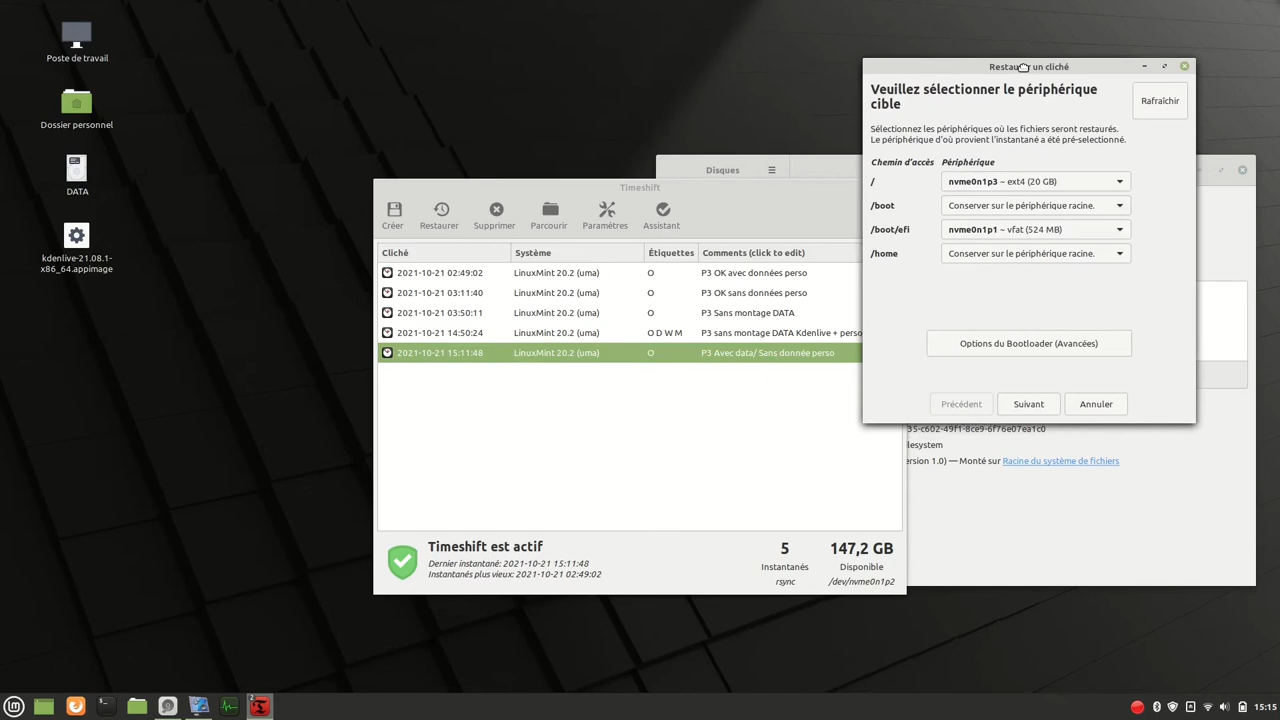 Poste de travail
Dossier personnel
DATA
kdenlive-21.08.1-
x86_64.appimage
Disques
Timeshift
Créer
Restaurer
Supprimer
Parcourir
Paramètres
Assistant
Cliché Système Étiquettes Comments (click to edit)
2021-10-21 02:49:02 LinuxMint 20.2 (uma) O P3 OK avec données perso
2021-10-21 03:11:40 LinuxMint 20.2 (uma) O P3 OK sans données perso
2021-10-21 03:50:11 LinuxMint 20.2 (uma) O P3 Sans montage DATA
2021-10-21 14:50:24 LinuxMint 20.2 (uma) O D W M P3 sans montage DATA Kdenlive + perso
2021-10-21 15:11:48 LinuxMint 20.2 (uma) O P3 Avec data/ Sans donnée perso
Timeshift est actif
Dernier instantané: 2021-10-21 15:11:48
Instantanés plus vieux: 2021-10-21 02:49:02
5
Instantanés
rsync
147,2 GB
Disponible
/dev/nvme0n1p2
Restaurer un cliché
Veuillez sélectionner le périphérique
cible
Rafraîchir
Sélectionnez les périphériques où les fichiers seront restaurés.
Le périphérique d'où provient l'instantané a été pre-selectionné.
Chemin d'accès Périphérique
/ nvme0n1p3 ~ ext4 (20 GB)
/boot Conserver sur le périphérique racine.
/boot/efi nvme0n1p1 ~ vfat (524 MB)
/home Conserver sur le périphérique racine.
Options du Bootloader (Avancées)
Précédent
Suivant
Annuler
35-c602-49f1-8ce9-6f76e07ea1c0
lesystem
ersion 1.0) — Monté sur Racine du système de fichiers
15:15